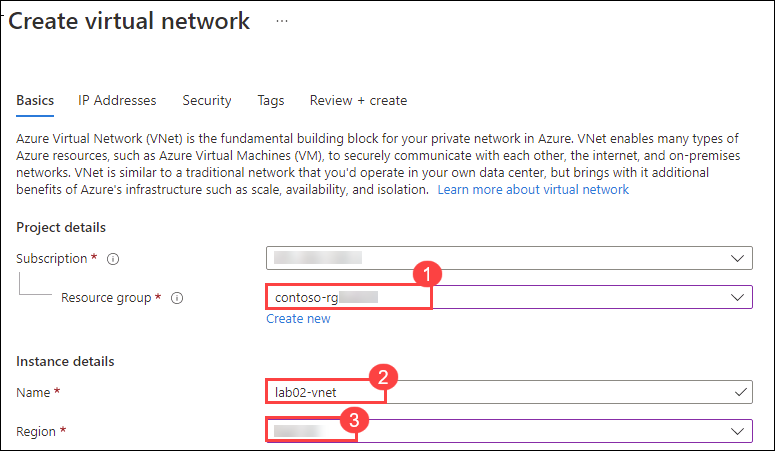 Create virtual network ...
Basics IP Addresses Security Tags Review + create
Azure Virtual Network (VNet) is the fundamental building block for your private network in Azure. VNet enables many types of
Azure resources, such as Azure Virtual Machines (VM), to securely communicate with each other, the internet, and on-premises
networks. VNet is similar to a traditional network that you'd operate in your own data center, but brings with it additional
benefits of Azure's infrastructure such as scale, availability, and isolation. Learn more about virtual network
Project details
Subscription *
1
Resource group * contoso-rg
Create new
Instance details
2
Name * lab02-vnet
3
Region *